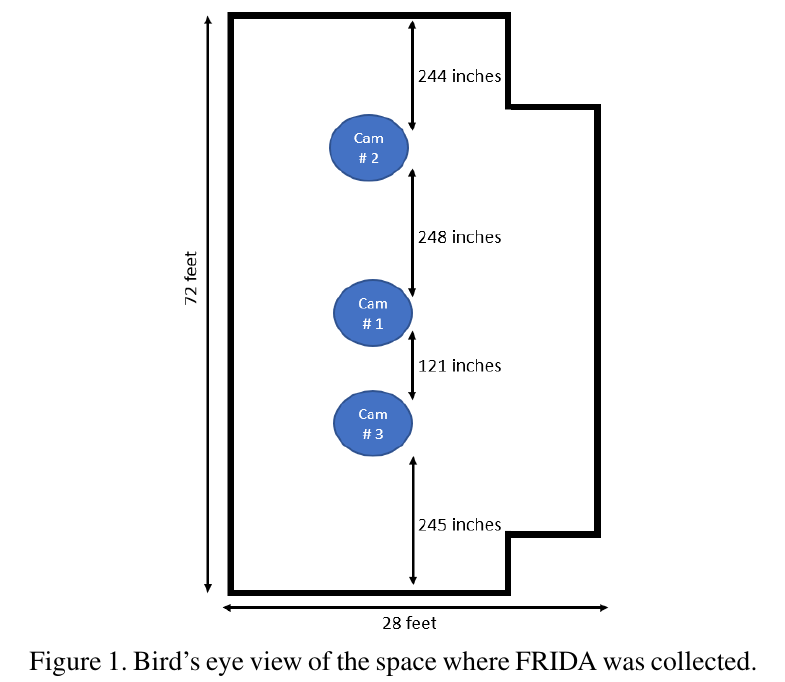 244 inches
Cam
# 2
248 inches
72 feet
Cam
# 1
121 inches
Cam
# 3
245 inches
28 feet
Figure 1. Bird’s eye view of the space where FRIDA was collected.